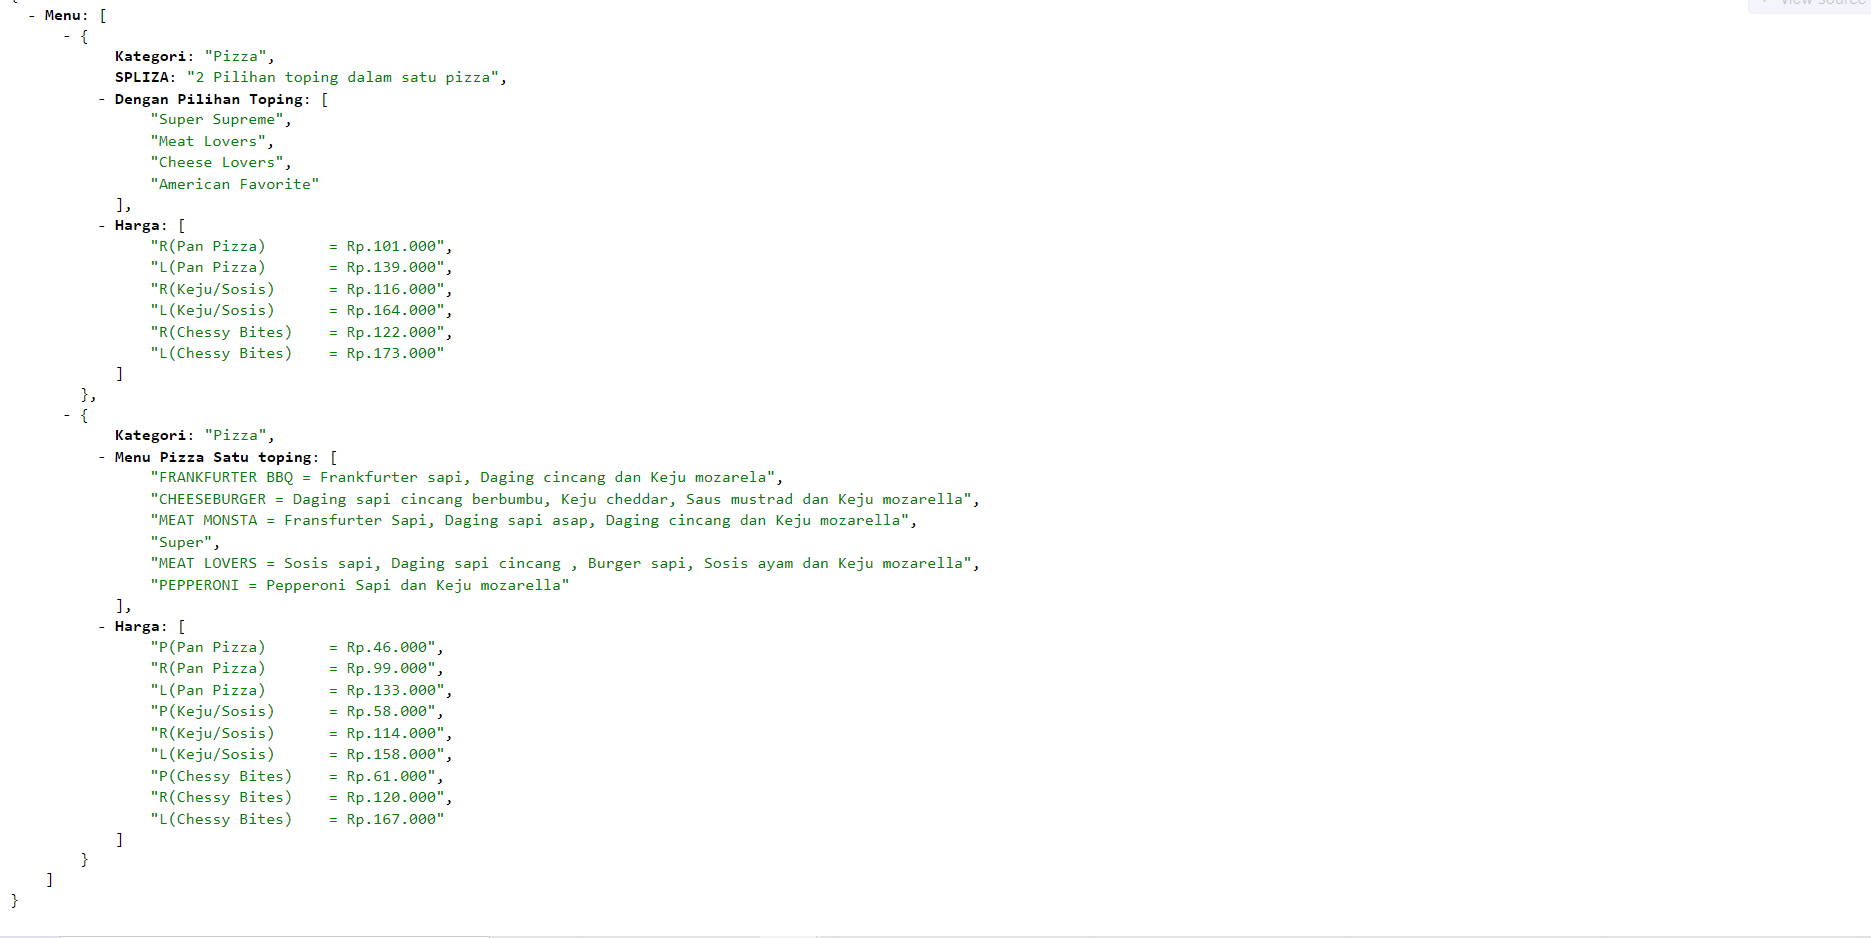 - Menu: [
- {
Kategori: "Pizza",
SPLIZA: "2 Pilihan toping dalam satu pizza",
- Dengan Pilihan Toping: [
"Super Supreme",
"Meat Lovers",
"Cheese Lovers",
"American Favorite"
],
- Harga: [
"R(Pan Pizza) = Rp.101.000",
"L(Pan Pizza) = Rp.139.000",
"R(Keju/Sosis) = Rp.116.000",
"L(Keju/Sosis) = Rp.164.000",
"R(Chessy Bites) = Rp.122.000",
"L(Chessy Bites) = Rp.173.000"
]
},
- {
Kategori: "Pizza",
- Menu Pizza Satu toping: [
"FRANKFURTER BBQ = Frankfurter sapi, Daging cincang dan Keju mozarela",
"CHEESEBURGER = Daging sapi cincang berbumbu, Keju cheddar, Saus mustrad dan Keju mozarella",
"MEAT MONSTA = Fransfurter Sapi, Daging sapi asap, Daging cincang dan Keju mozarella",
"Super",
"MEAT LOVERS = Sosis sapi, Daging sapi cincang , Burger sapi, Sosis ayam dan Keju mozarella",
"PEPPERONI = Pepperoni Sapi dan Keju mozarella"
],
- Harga: [
"P(Pan Pizza) = Rp.46.000",
"R(Pan Pizza) = Rp.99.000",
"L(Pan Pizza) = Rp.133.000",
"P(Keju/Sosis) = Rp.58.000",
"R(Keju/Sosis) = Rp.114.000",
"L(Keju/Sosis) = Rp.158.000",
"P(Chessy Bites) = Rp.61.000",
"R(Chessy Bites) = Rp.120.000",
"L(Chessy Bites) = Rp.167.000"
]
}
]
}